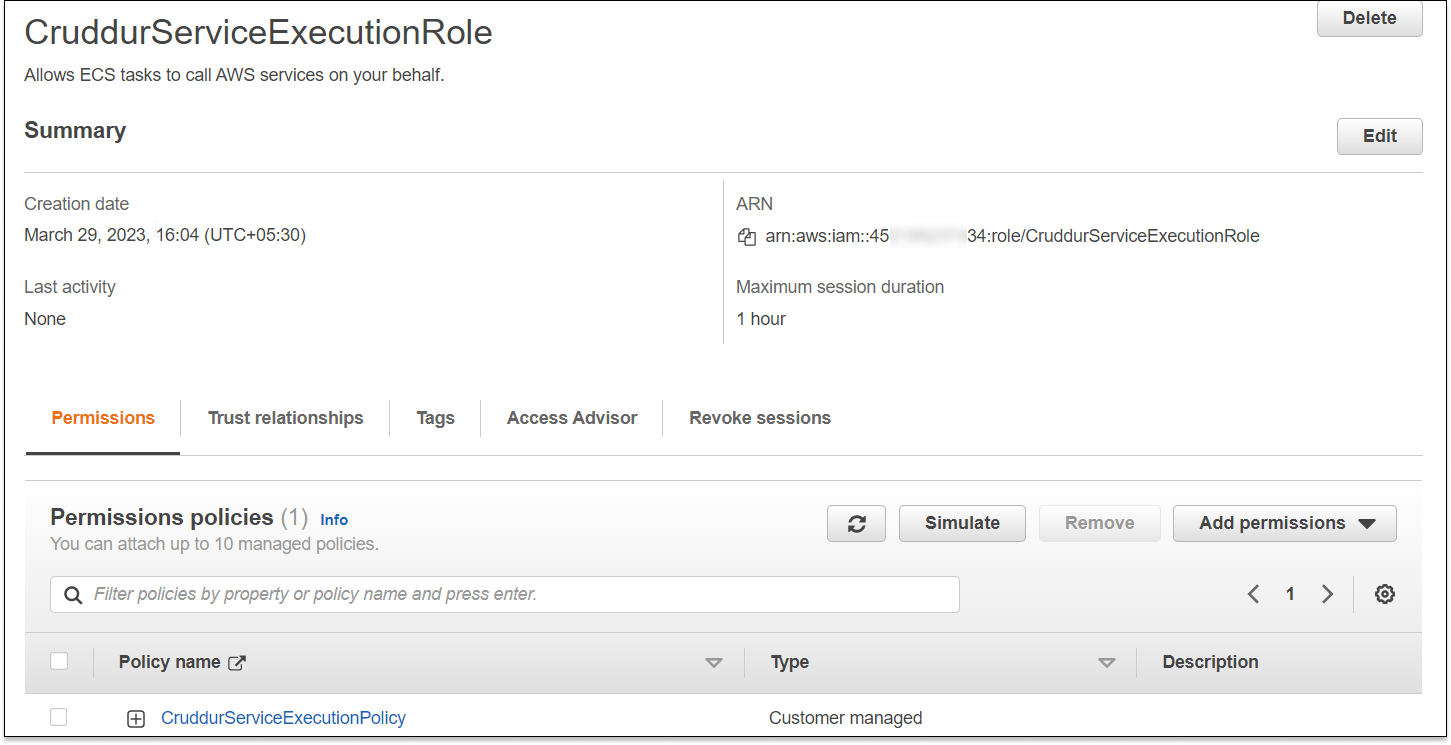 CruddurServiceExecutionRole
Delete
Allows ECS tasks to call AWS services on your behalf.
Summary
Edit
Creation date
March 29, 2023, 16:04 (UTC+05:30)
ARN
arn:aws:iam::45 34:role/CruddurServiceExecutionRole
Last activity
None
Maximum session duration
1 hour
Permissions
Trust relationships
Tags
Access Advisor
Revoke sessions
Permissions policies (1) Info
You can attach up to 10 managed policies.
Simulate
Remove
Add permissions
Filter policies by property or policy name and press enter.
1
Policy name
Type
Description
CruddurServiceExecutionPolicy
Customer managed